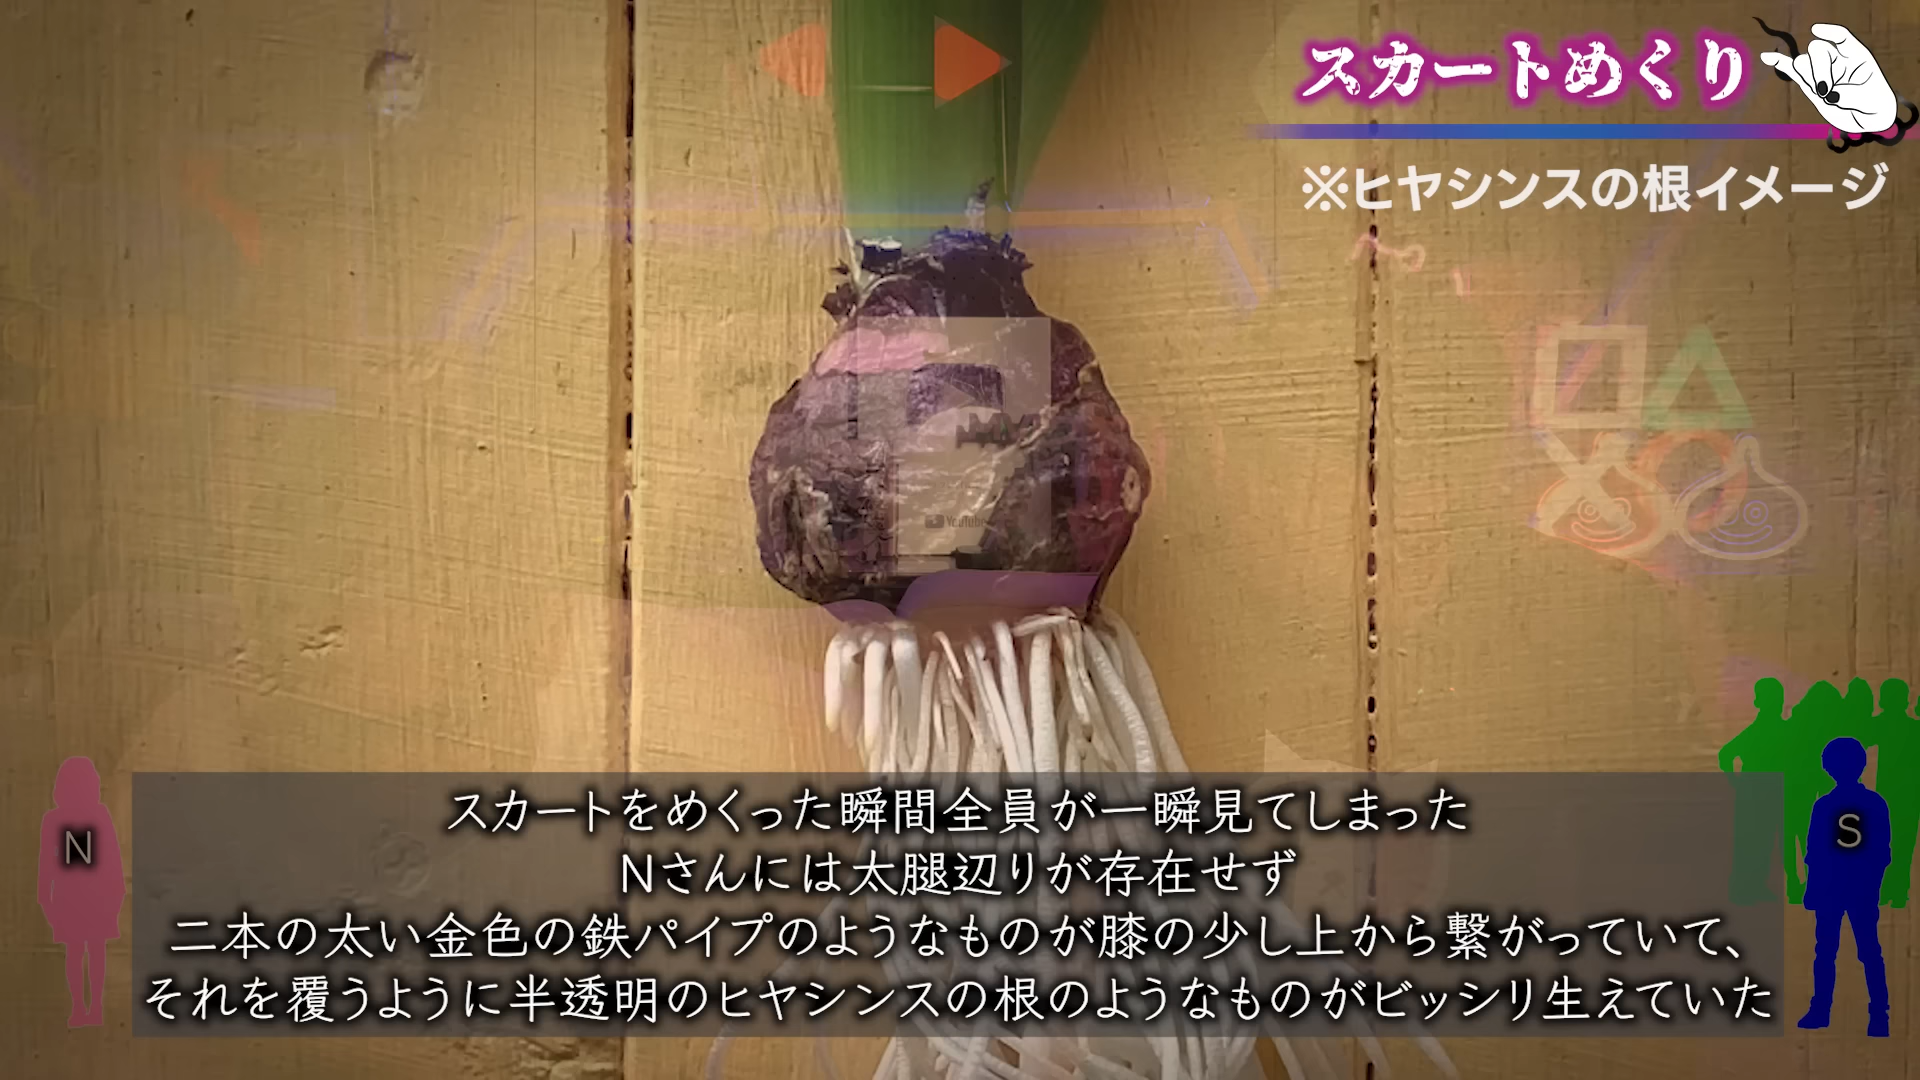 スカートめくり
※ヒヤシンスの根イメージ
YouTube
N
S
スカートをめくった瞬間全員が一瞬見てしまった
Nさんには太腿辺りが存在せず
二本の太い金色の鉄パイプのようなものが膝の少し上から繋がっていて、
それを覆うように半透明のヒヤシンスの根のようなものがビッシリ生えていた